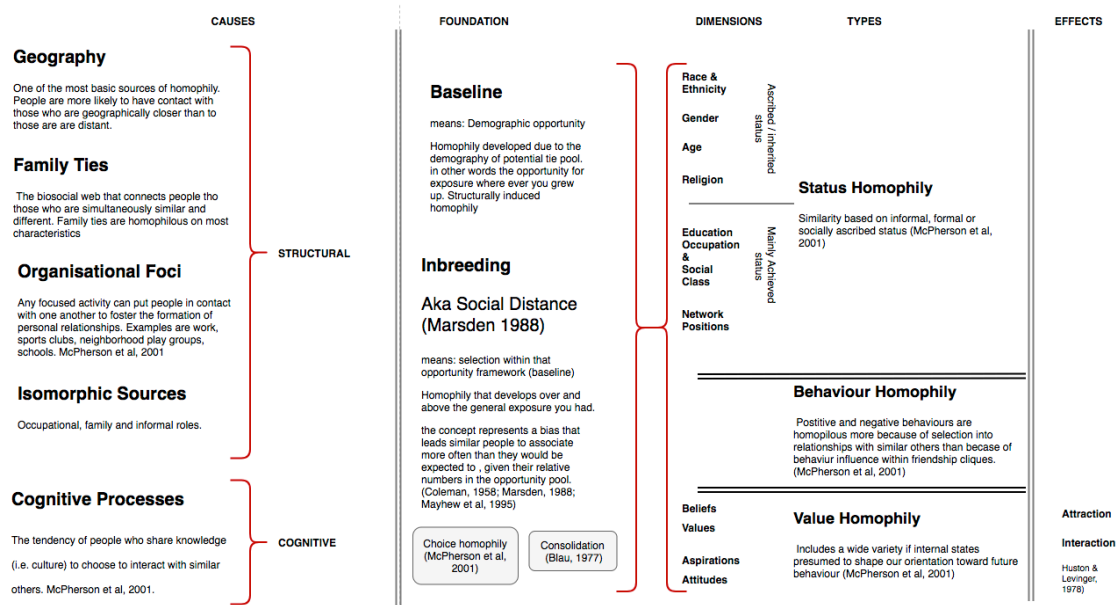 CAUSES
FOUNDATION
DIMENSIONS
TYPES
EFFECTS
Geography
One of the most basic sources of homophily.
People are more likely to have contact with
those who are geographically closer than to
those are are distant.
Family Ties
The biosocial web that connects people tho
those who are simultaneously similar and
different. Family ties are homophilous on most
characteristics
Organisational Foci
Any focused activity can put people in contact
with one another to foster the formation of
personal relationships. Examples are work,
sports clubs, neighborhood play groups,
schools. McPherson et al, 2001
Isomorphic Sources
Occupational, family and informal roles.
STRUCTURAL
Cognitive Processes
The tendency of people who share knowledge
(i.e. culture) to choose to interact with similar
others. McPherson et al, 2001.
COGNITIVE
Baseline
means: Demographic opportunity
Homophily developed due to the
demography of potential tie pool.
in other words the opportunity for
exposure where ever you grew
up. Structurally induced
homophily
Inbreeding
Aka Social Distance
(Marsden 1988)
means: selection within that
opportunity framework (baseline)
Homophily that develops over and
above the general exposure you had.
the concept represents a bias that
leads similar people to associate
more often than they would be
expected to , given their relative
numbers in the opportunity pool.
(Coleman, 1958; Marsden, 1988;
Mayhew et al, 1995)
Choice homophily
(McPherson et al,
2001)
Consolidation
(Blau, 1977)
Race &
Ethnicity
Gender
Age
Religion
Ascribed / inherited
status
Education
Occupation
&
Social
Class
Network
Positions
Mainly Achieved
status
Status Homophily
Similarity based on informal, formal or
socially ascribed status (McPherson et al,
2001)
Behaviour Homophily
Postitive and negative behaviours are
homopilous more because of selection into
relationships with similar others than becase of
behaviur influence within friendship cliques.
(McPherson et al, 2001)
Beliefs
Values
Aspirations
Attitudes
Value Homophily
Includes a wide variety if internal states
presumed to shape our orientation toward future
behaviour (McPherson et al, 2001)
Attraction
Interaction
Huston &
Levinger,
1978)